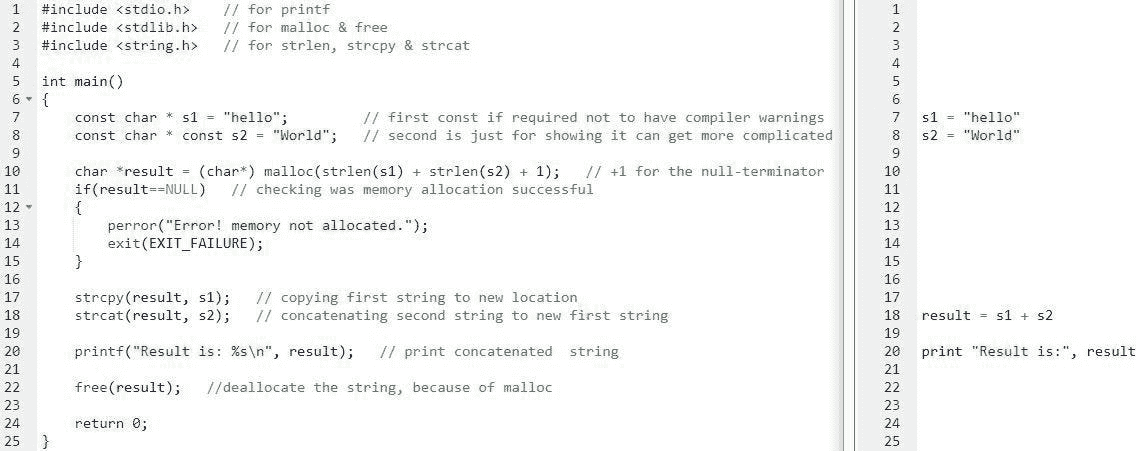 1 #include <stdio.h> // for printf
2 #include <stdlib.h> // for malloc & free
3 #include <string.h> // for strlen, strcpy & strcat
4
5 int main()
6 {
7 const char * s1 = "hello"; // first const if required not to have compiler warnings
8 const char * const s2 = "World"; // second is just for showing it can get more complicated
9
10 char *result = (char*) malloc(strlen(s1) + strlen(s2) + 1); // +1 for the null-terminator
11 if(result==NULL) // checking was memory allocation successful
12 {
13 perror("Error! memory not allocated.");
14 exit(EXIT_FAILURE);
15 }
16
17 strcpy(result, s1); // copying first string to new location
18 strcat(result, s2); // concatenating second string to new first string
19
20 printf("Result is: %s\n", result); // print concatenated string
21
22 free(result); //deallocate the string, because of malloc
23
24 return 0;
25 }
1
2
3
4
5
6
7 s1 = "hello"
8 s2 = "World"
9
10
11
12
13
14
15
16
17
18 result = s1 + s2
19
20 print "Result is:", result
21
22
23
24
25